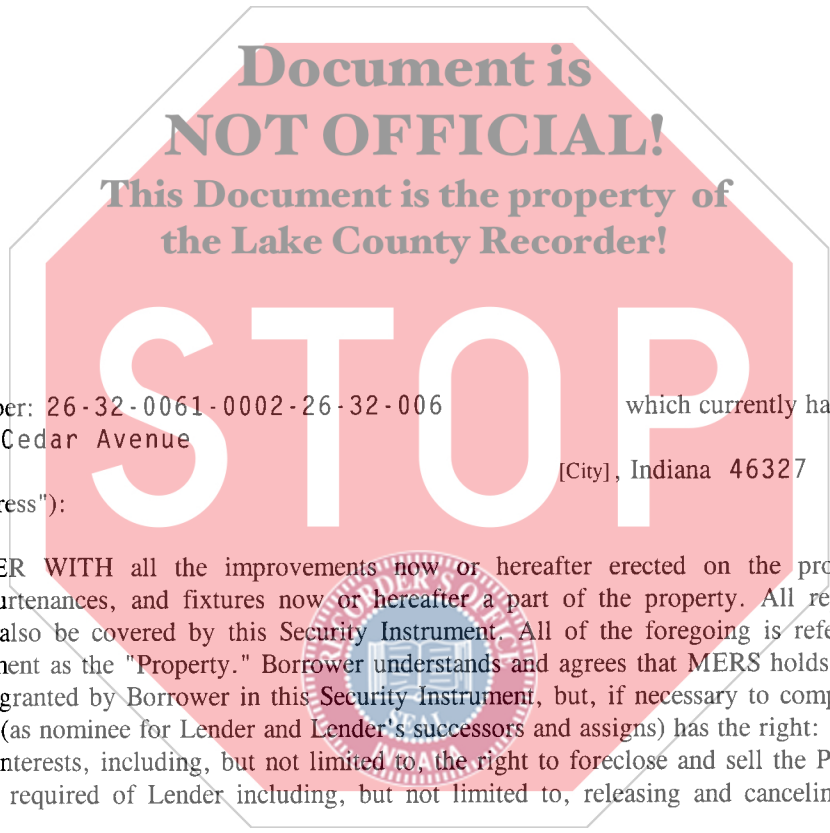 Document is
NOT OFFICIAL!
This Document is the property of
the Lake County Recorder!
STOP
ber: 26-32-0061-0002-26-32-006 which currently ha
Cedar Avenue
[City], Indiana 46327
ress"):
ER WITH all the improvements now or hereafter erected on the pro
urtenances, and fixtures now or hereafter a part of the property. All re
also be covered by this Security Instrument. All of the foregoing is refe
nent as the "Property." Borrower understands and agrees that MERS holds
granted by Borrower in this Security Instrument, but, if necessary to comp
(as nominee for Lender and Lender's successors and assigns) has the right:
nterests, including, but not limited to, the right to foreclose and sell the P
required of Lender including, but not limited to, releasing and cancelin
RECORDER'S OFFICE
SEAL
INDIANA